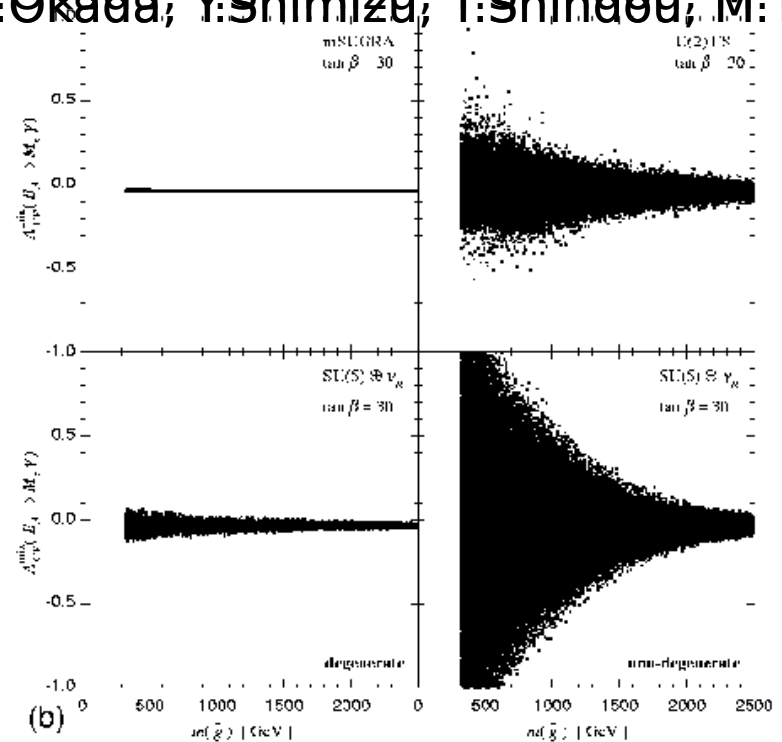 :Okada, Y.Shimizu, T.Shindou, M.
mSUGRA
tan β = 30
U(2)FS
tan β = 30
0.5
0.0
-0.5
-1.0
SU(5) ⊕ ν_R
tan β = 30
SU(5) ⊕ ν_R
tan β = 30
0.5
0.0
-0.5
-1.0
degenerate
non-degenerate
0 500 1000 1500 2000 0 500 1000 1500 2000 2500
(b) m(g̃) [GeV] m(g̃) [GeV]